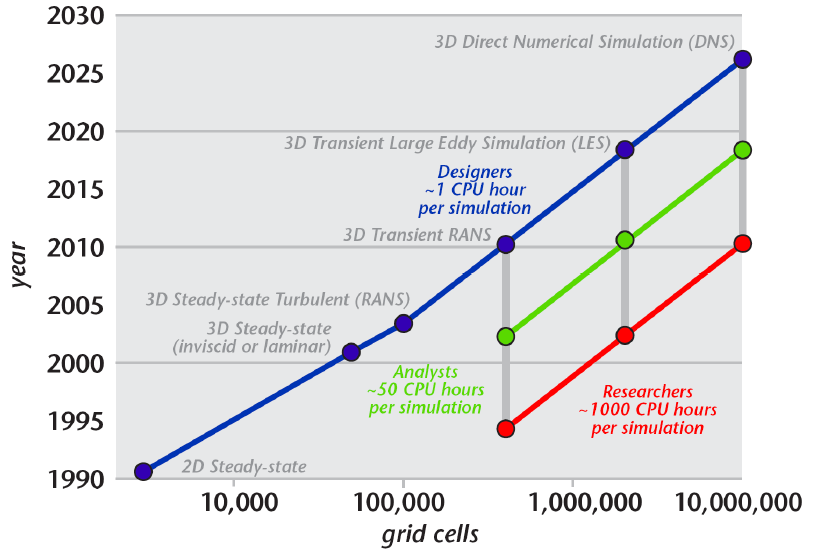 2030
3D Direct Numerical Simulation (DNS)
2025
2020
3D Transient Large Eddy Simulation (LES)
Designers
~1 CPU hour
per simulation
2015
3D Transient RANS
2010
year
3D Steady-state Turbulent (RANS)
2005
3D Steady-state
(inviscid or laminar)
2000
Analysts
~50 CPU hours
per simulation
Researchers
~1000 CPU hours
per simulation
1995
2D Steady-state
1990
10,000
100,000
1,000,000
10,000,000
grid cells